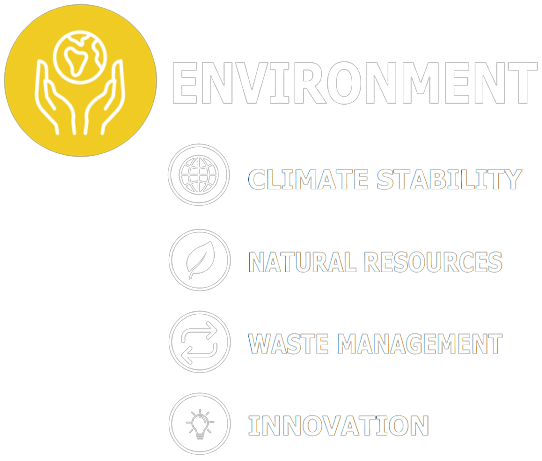 ENVIRONMENT
CLIMATE STABILITY
NATURAL RESOURCES
WASTE MANAGEMENT
INNOVATION